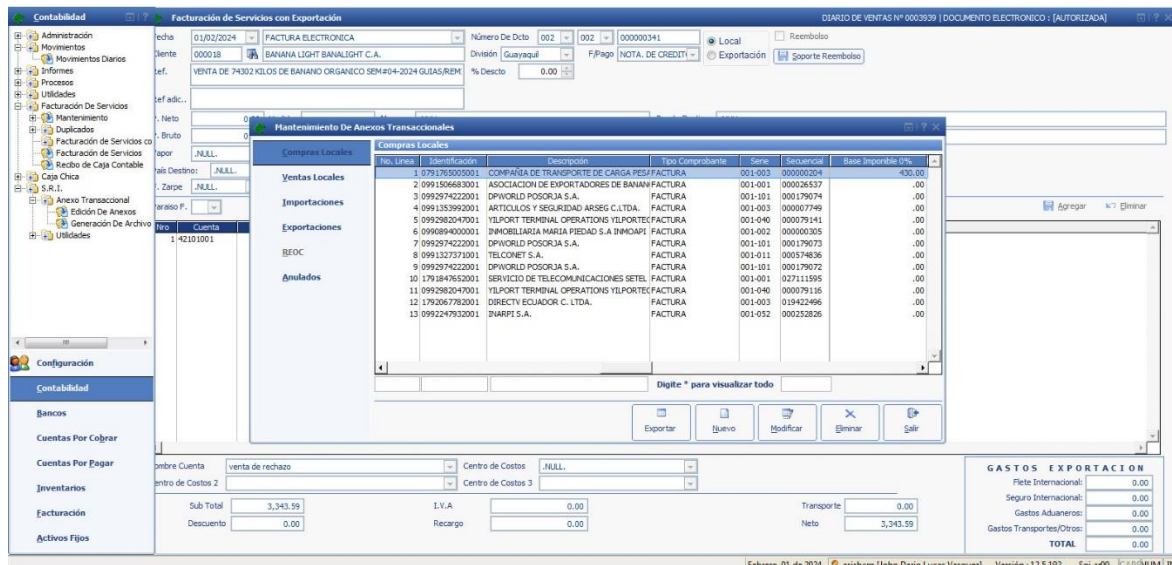 Contabilidad
Facturación de Servicios con Exportación
DIARIO DE VENTAS Nº 0003939 | DOCUMENTO ELECTRONICO : [AUTORIZADA]
Administración
Movimientos
Movimientos Diarios
Informes
Procesos
Utilidades
Facturación De Servicios
Mantenimiento
Duplicados
Facturación de Servicios co
Facturación de Servicios
Recibo de Caja Contable
Caja Chica
S.R.I.
Anexo Transaccional
Edición De Anexos
Generación De Archivo
Utilidades
Configuración
Contabilidad
Bancos
Cuentas Por Cobrar
Cuentas Por Pagar
Inventarios
Facturación
Activos Fijos
echa 01/02/2024 FACTURA ELECTRONICA Número De Dcto 002 - 002 - 000000341 Local Reembolso
liente 000018 BANANA LIGHT BANALIGHT C.A. División Guayaquil F/Pago NOTA. DE CREDIT Exportación Soporte Reembolso
ef. VENTA DE 74302 KILOS DE BANANO ORGANICO SEM#04-2024 GUIAS/REM: % Descto 0.00
ef adic..
. Neto
. Bruto
apor .NULL.
aís Destino: .NULL.
. Zarpe .NULL.
araiso F.
Agregar Eliminar
Nro Cuenta
1 42101001
Mantenimiento De Anexos Transaccionales
Compras Locales
Ventas Locales
Importaciones
Exportaciones
REOC
Anulados
Compras Locales
No. Linea Identificación Descripción Tipo Comprobante Serie Secuencial Base Imponible 0%
1 0791765005001 COMPAÑIA DE TRANSPORTE DE CARGA PESA FACTURA 001-003 000000204 430.00
2 0991506683001 ASOCIACION DE EXPORTADORES DE BANAN FACTURA 001-001 000026537 .00
3 0992974222001 DPWORLD POSORJA S.A. FACTURA 001-101 000179074 .00
4 0991353992001 ARTICULOS Y SEGURIDAD ARSEG C.LTDA. FACTURA 001-003 000007749 .00
5 0992982047001 YILPORT TERMINAL OPERATIONS YILPORTEC FACTURA 001-040 000079141 .00
6 0990894000001 INMOBILIARIA MARIA PIEDAD S.A INMOAPI FACTURA 001-002 000000305 .00
7 0992974222001 DPWORLD POSORJA S.A. FACTURA 001-101 000179073 .00
8 0991327371001 TELCONET S.A. FACTURA 001-011 000574836 .00
9 0992974222001 DPWORLD POSORJA S.A. FACTURA 001-101 000179072 .00
10 1791847652001 SERVICIO DE TELECOMUNICACIONES SETEL FACTURA 001-001 027111595 .00
11 0992982047001 YILPORT TERMINAL OPERATIONS YILPORTEC FACTURA 001-040 000079116 .00
12 1792067782001 DIRECTV ECUADOR C. LTDA. FACTURA 001-003 019422496 .00
13 0992247932001 INARPI S.A. FACTURA 001-052 000252826 .00
Digite * para visualizar todo
Exportar Nuevo Modificar Eliminar Salir
ombre Cuenta venta de rechazo Centro de Costos .NULL.
entro de Costos 2 Centro de Costos 3
Sub Total 3,343.59 I.V.A 0.00 Transporte 0.00
Descuento 0.00 Recargo 0.00 Neto 3,343.59
GASTOS EXPORTACION
Flete Internacional: 0.00
Seguro Internacional: 0.00
Gastos Aduaneros: 0.00
Gastos Transportes/Otros: 0.00
TOTAL 0.00